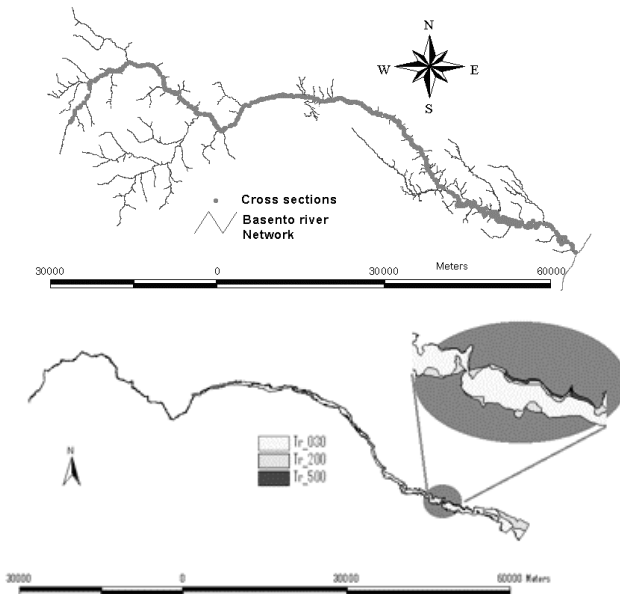 N
W E
S
Cross sections
Basento river
Network
Meters
30000 0 30000 60000
Tr_030
Tr_200
Tr_500
N
30000 0 30000 60000 Meters